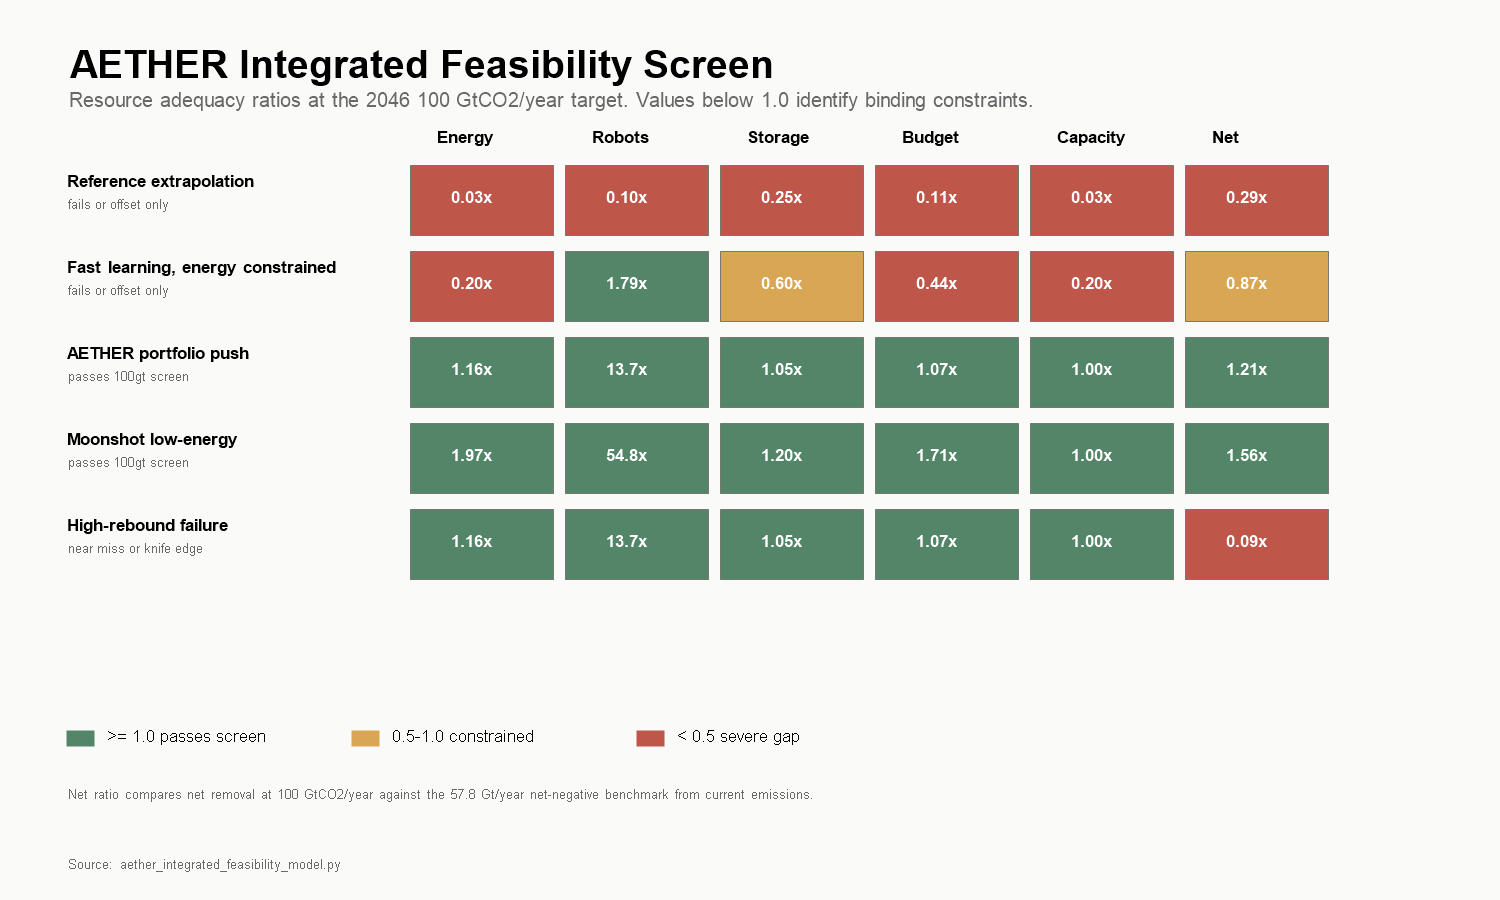 AETHER Integrated Feasibility Screen
Resource adequacy ratios at the 2046 100 GtCO2/year target. Values below 1.0 identify binding constraints.
Energy Robots Storage Budget Capacity Net
Reference extrapolation
fails or offset only
0.03x 0.10x 0.25x 0.11x 0.03x 0.29x
Fast learning, energy constrained
fails or offset only
0.20x 1.79x 0.60x 0.44x 0.20x 0.87x
AETHER portfolio push
passes 100gt screen
1.16x 13.7x 1.05x 1.07x 1.00x 1.21x
Moonshot low-energy
passes 100gt screen
1.97x 54.8x 1.20x 1.71x 1.00x 1.56x
High-rebound failure
near miss or knife edge
1.16x 13.7x 1.05x 1.07x 1.00x 0.09x
>= 1.0 passes screen 0.5-1.0 constrained < 0.5 severe gap
Net ratio compares net removal at 100 GtCO2/year against the 57.8 Gt/year net-negative benchmark from current emissions.
Source: aether_integrated_feasibility_model.py